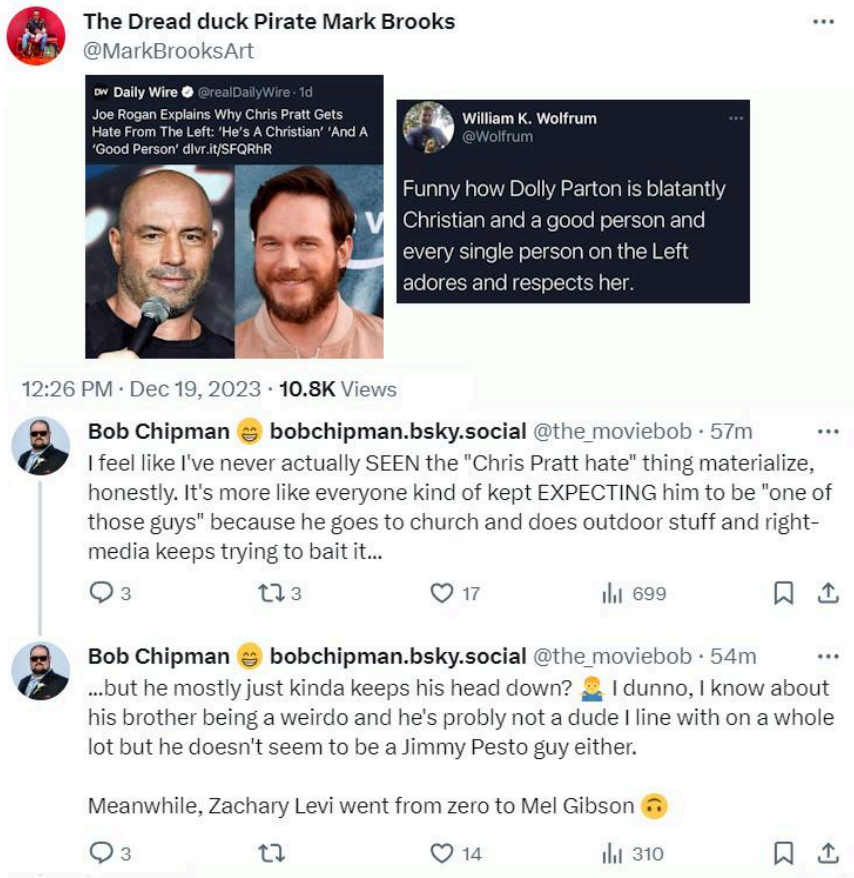 The Dread duck Pirate Mark Brooks
@MarkBrooksArt
DW Daily Wire @realDailyWire · 1d
Joe Rogan Explains Why Chris Pratt Gets
Hate From The Left: 'He's A Christian' 'And A
'Good Person' dlvr.it/SFQRhR
William K. Wolfrum
@Wolfrum
Funny how Dolly Parton is blatantly
Christian and a good person and
every single person on the Left
adores and respects her.
12:26 PM · Dec 19, 2023 · 10.8K Views
Bob Chipman 😁 bobchipman.bsky.social @the_moviebob · 57m
I feel like I've never actually SEEN the "Chris Pratt hate" thing materialize,
honestly. It's more like everyone kind of kept EXPECTING him to be "one of
those guys" because he goes to church and does outdoor stuff and right-
media keeps trying to bait it...
3 3 17 699
Bob Chipman 😁 bobchipman.bsky.social @the_moviebob · 54m
...but he mostly just kinda keeps his head down? 🤷‍♂️ I dunno, I know about
his brother being a weirdo and he's probly not a dude I line with on a whole
lot but he doesn't seem to be a Jimmy Pesto guy either.
Meanwhile, Zachary Levi went from zero to Mel Gibson 🙃
3 14 310